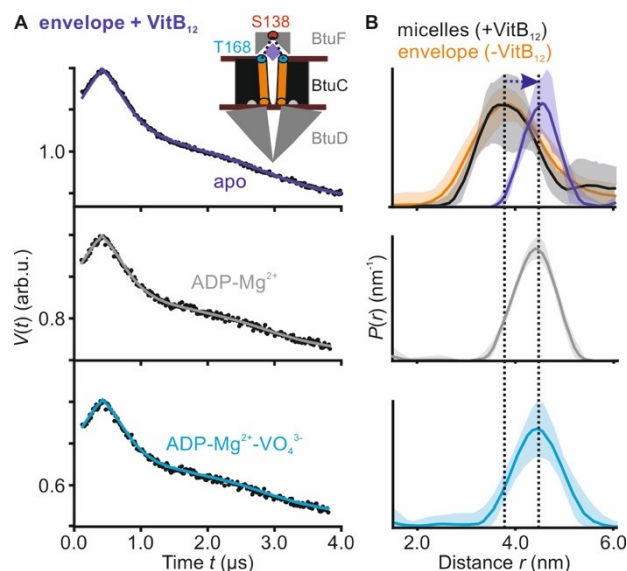 A envelope + VitB₁₂
S138
T168
BtuF
BtuC
BtuD
apo
1.0
ADP-Mg²⁺
0.8
ADP-Mg²⁺-VO₄³⁻
0.6
V(t) (arb.u.)
0.0 1.0 2.0 3.0 4.0
Time t (µs)
B micelles (+VitB₁₂)
envelope (-VitB₁₂)
P(r) (nm⁻¹)
2.0 4.0 6.0
Distance r (nm)